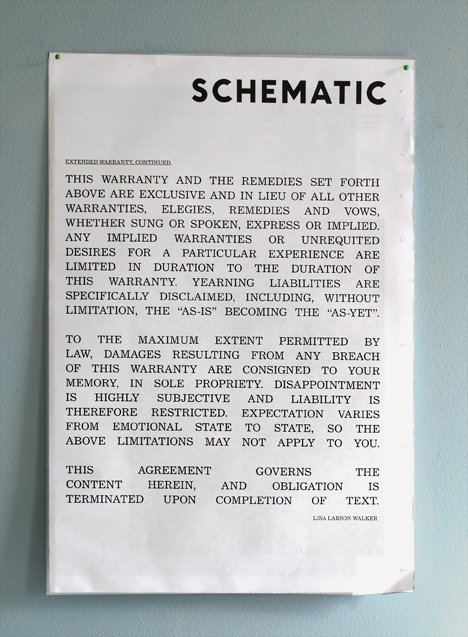 SCHEMATIC
EXTENDED WARRANTY, CONTINUED.
THIS WARRANTY AND THE REMEDIES SET FORTH
ABOVE ARE EXCLUSIVE AND IN LIEU OF ALL OTHER
WARRANTIES, ELEGIES, REMEDIES AND VOWS,
WHETHER SUNG OR SPOKEN, EXPRESS OR IMPLIED.
ANY IMPLIED WARRANTIES OR UNREQUITED
DESIRES FOR A PARTICULAR EXPERIENCE ARE
LIMITED IN DURATION TO THE DURATION OF
THIS WARRANTY. YEARNING LIABILITIES ARE
SPECIFICALLY DISCLAIMED, INCLUDING, WITHOUT
LIMITATION, THE “AS-IS” BECOMING THE “AS-YET”.
TO THE MAXIMUM EXTENT PERMITTED BY
LAW, DAMAGES RESULTING FROM ANY BREACH
OF THIS WARRANTY ARE CONSIGNED TO YOUR
MEMORY, IN SOLE PROPRIETY. DISAPPOINTMENT
IS HIGHLY SUBJECTIVE AND LIABILITY IS
THEREFORE RESTRICTED. EXPECTATION VARIES
FROM EMOTIONAL STATE TO STATE, SO THE
ABOVE LIMITATIONS MAY NOT APPLY TO YOU.
THIS AGREEMENT GOVERNS THE
CONTENT HEREIN, AND OBLIGATION IS
TERMINATED UPON COMPLETION OF TEXT.
LISA LARSON WALKER